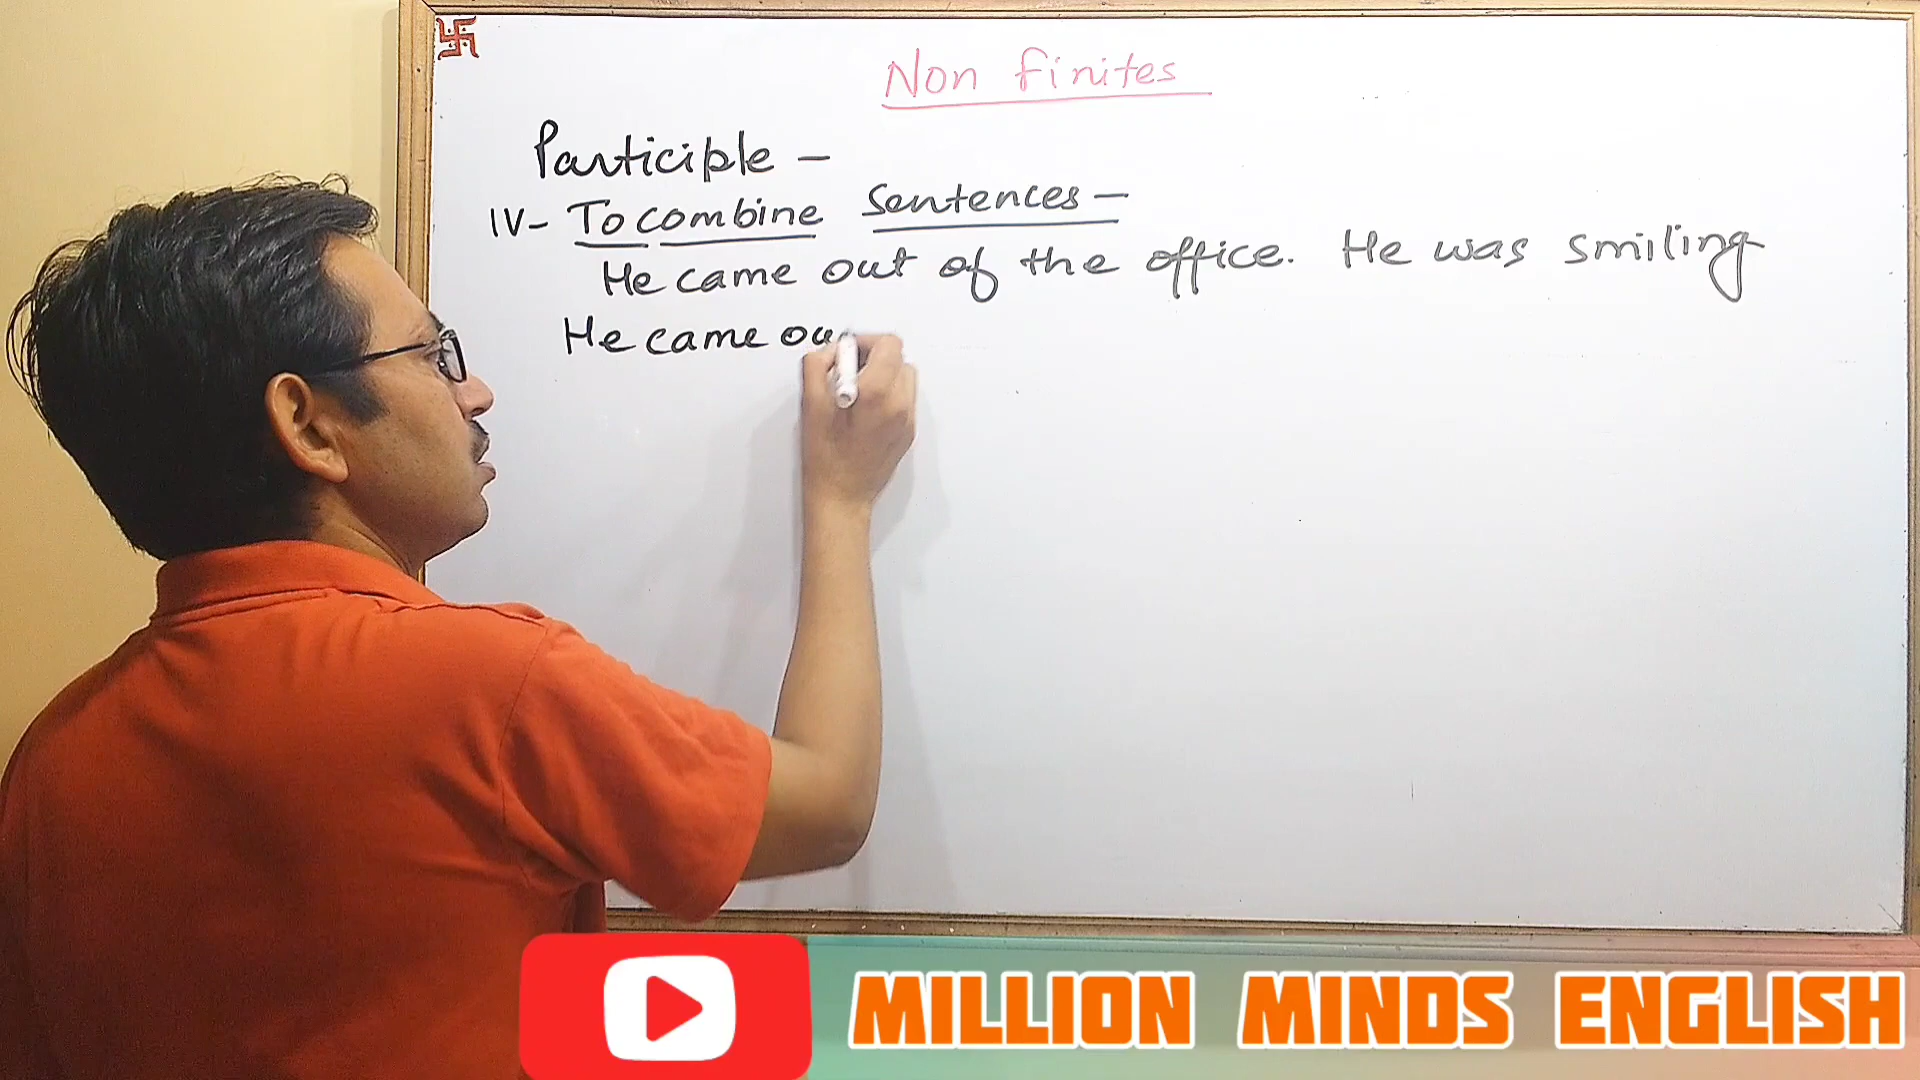 Non finites
Participle -
IV- To combine sentences -
He came out of the office. He was smiling
He came ou
MILLION MINDS ENGLISH